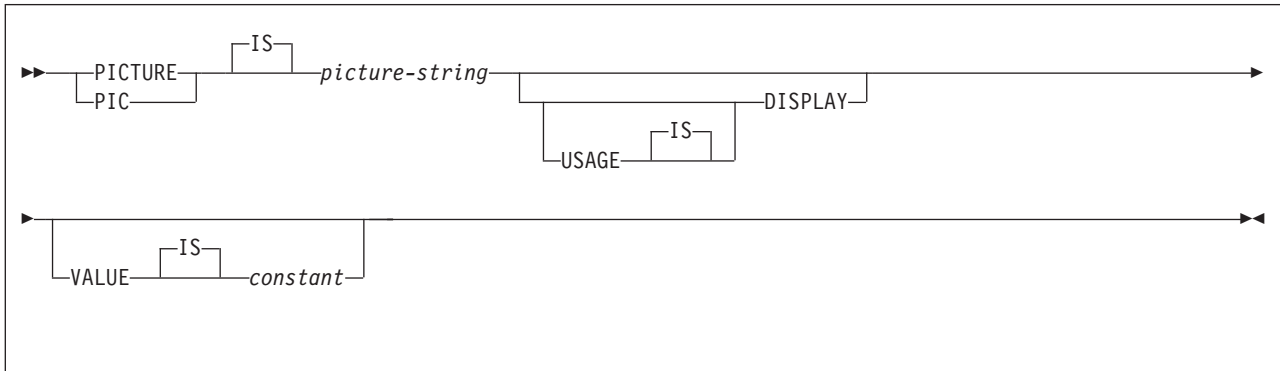 IS
PICTURE picture-string
PIC DISPLAY
IS
USAGE
IS
VALUE constant